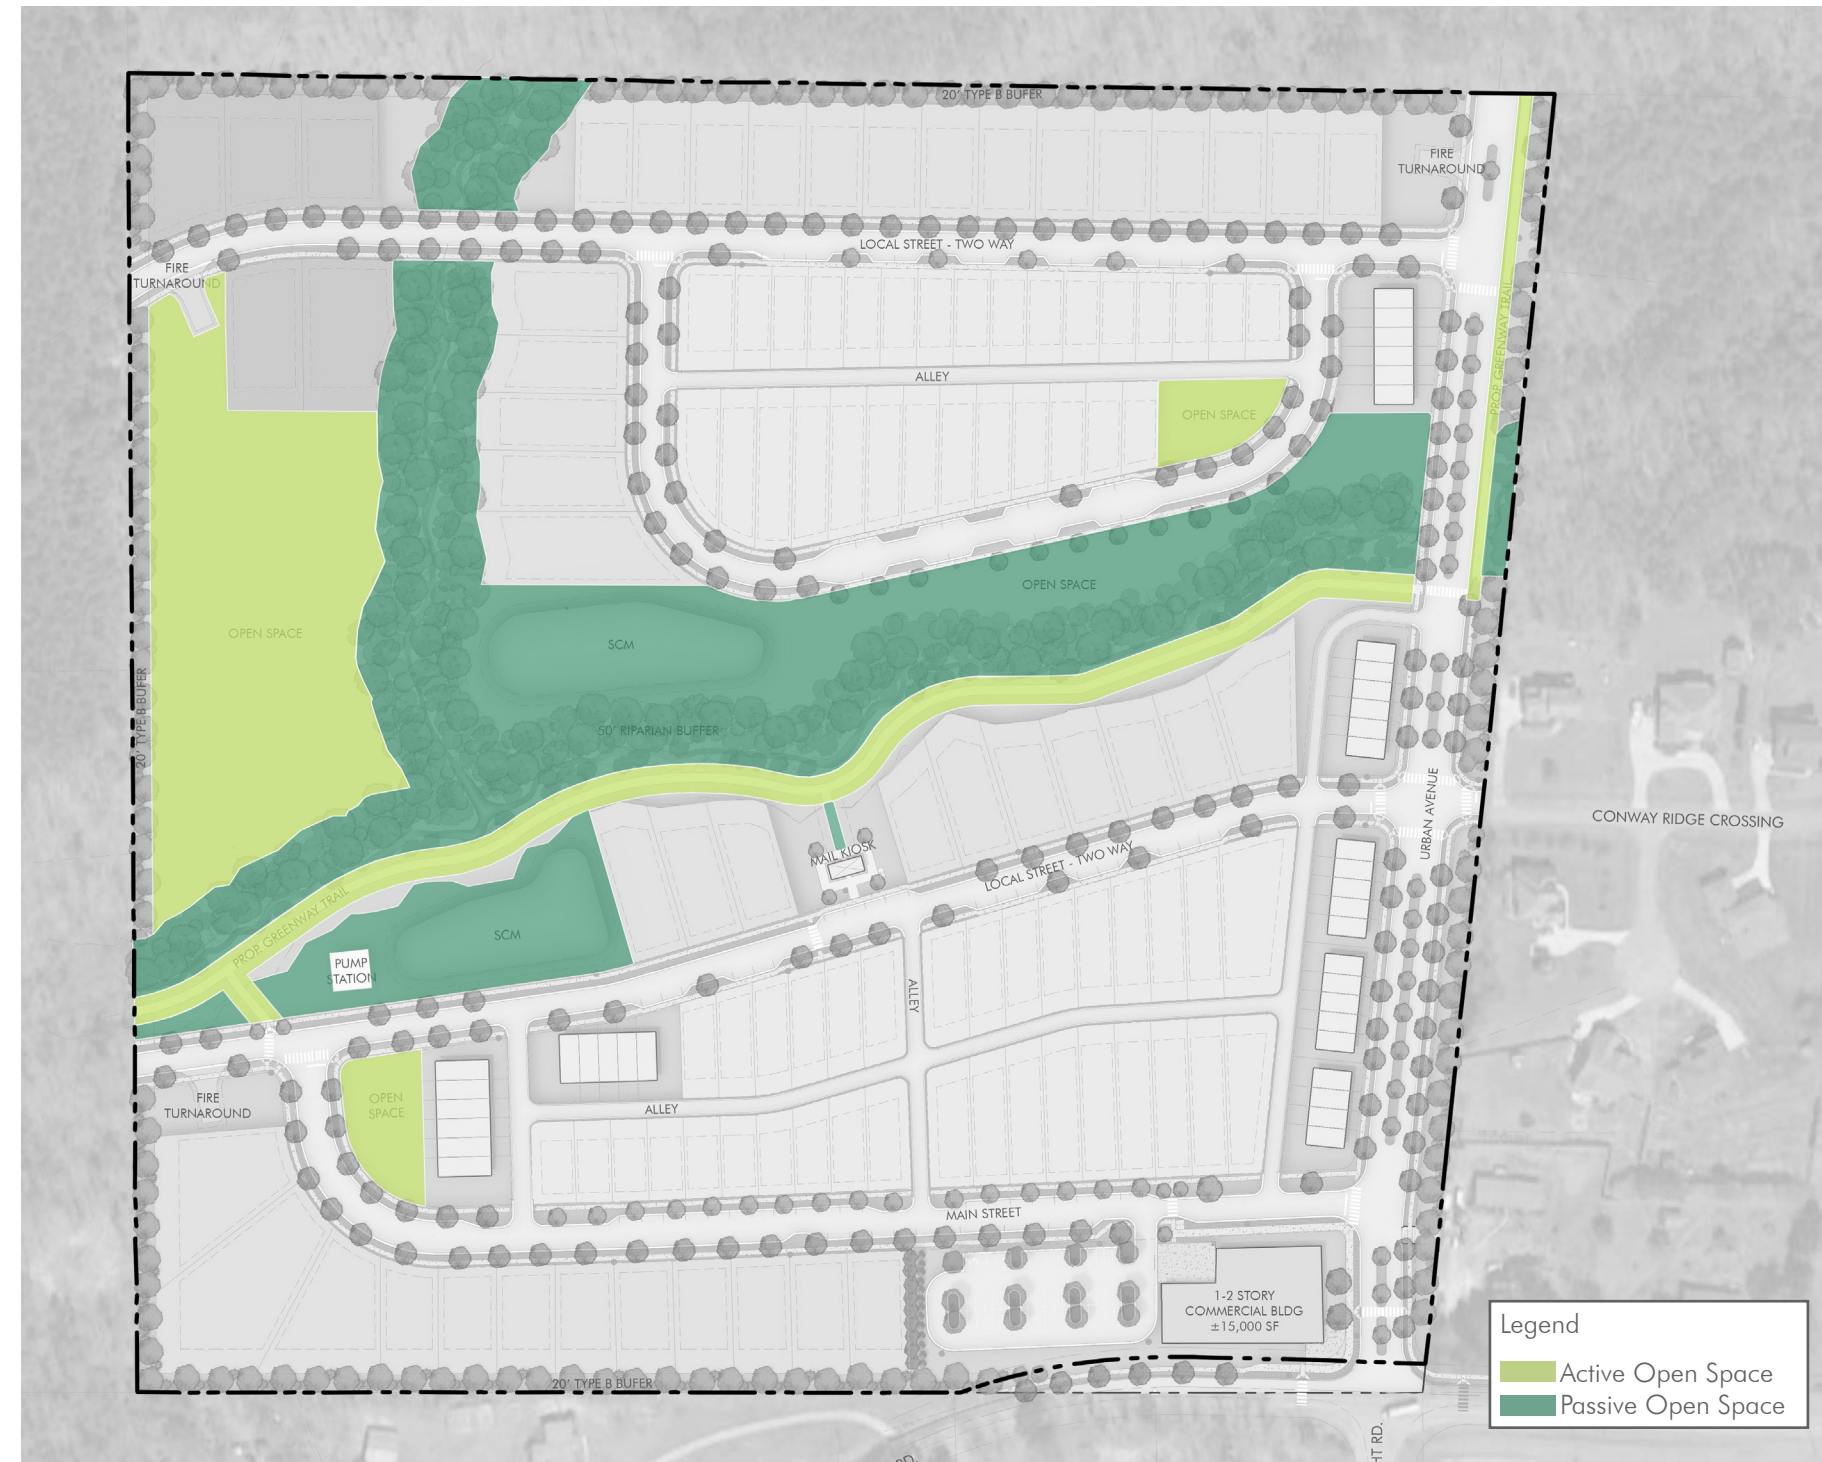 20' TYPE B BUFER
FIRE
TURNAROUND
LOCAL STREET - TWO WAY
FIRE
TURNAROUND
PROP. GREENWAY TRAIL
ALLEY
OPEN SPACE
OPEN SPACE
OPEN SPACE
SCM
20' TYPE B BUFER
50' RIPARIAN BUFFER
URBAN AVENUE
CONWAY RIDGE CROSSING
MAIL KIOSK
LOCAL STREET - TWO WAY
PROP. GREENWAY TRAIL
SCM
PUMP
STATION
ALLEY
FIRE
TURNAROUND
OPEN
SPACE
ALLEY
MAIN STREET
1-2 STORY
COMMERCIAL BLDG
±15,000 SF
20' TYPE B BUFER
Legend
Active Open Space
Passive Open Space
RD.
HT RD.